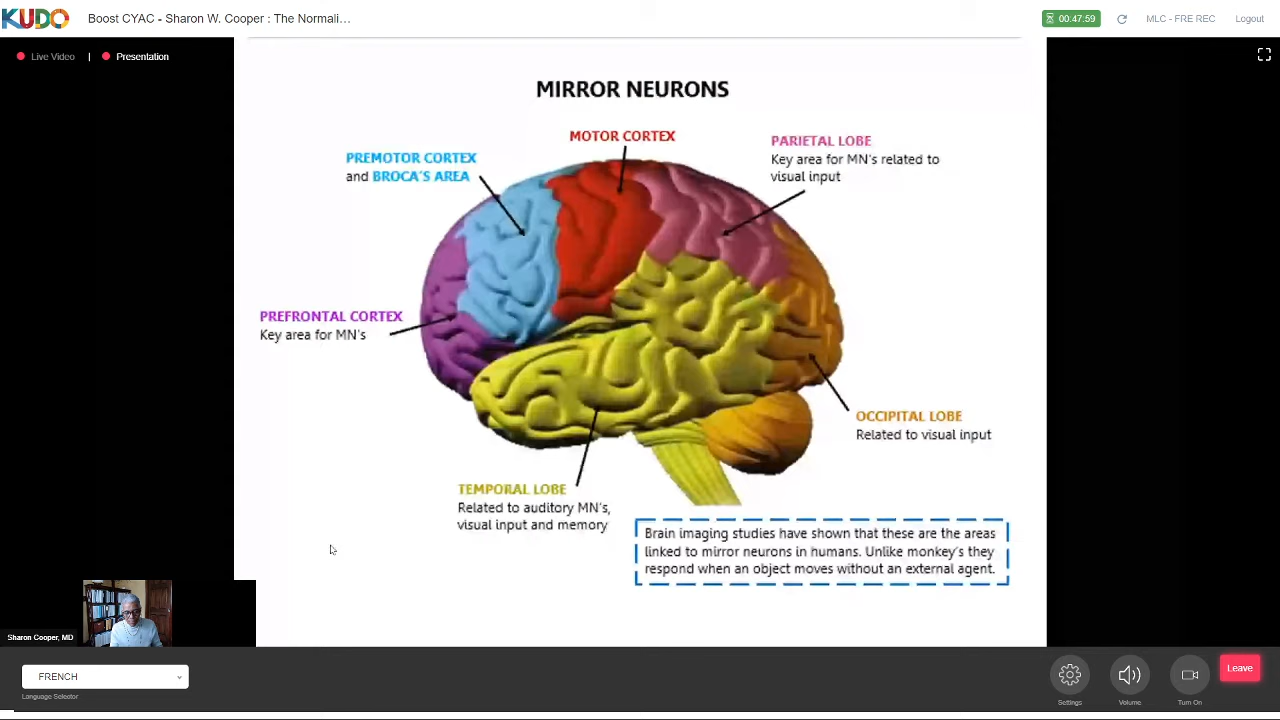 KUDO
Boost CYAC - Sharon W. Cooper : The Normali...
00:47:59
MLC - FRE REC
Logout
Live Video | Presentation
MIRROR NEURONS
MOTOR CORTEX
PREMOTOR CORTEX
and BROCA'S AREA
PARIETAL LOBE
Key area for MN's related to
visual input
PREFRONTAL CORTEX
Key area for MN's
OCCIPITAL LOBE
Related to visual input
TEMPORAL LOBE
Related to auditory MN's,
visual input and memory
Brain imaging studies have shown that these are the areas
linked to mirror neurons in humans. Unlike monkey's they
respond when an object moves without an external agent.
Sharon Cooper, MD
FRENCH
Language Selector
Settings
Volume
Turn On
Leave